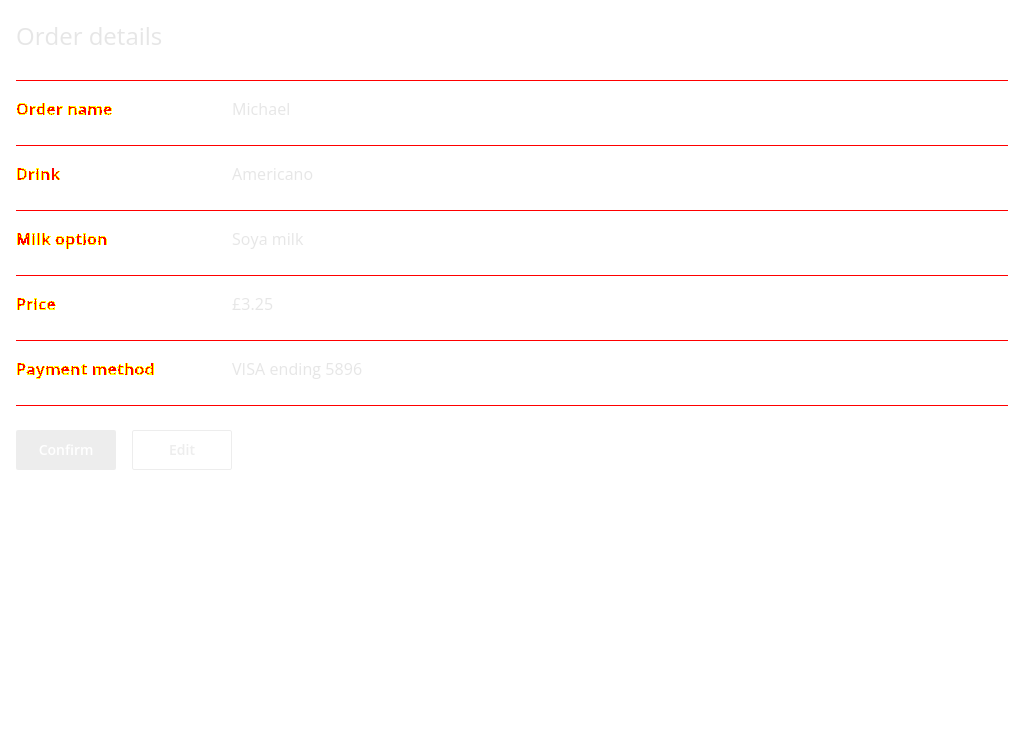 Order details
Order name Michael
Drink Americano
Milk option Soya milk
Price £3.25
Payment method VISA ending 5896
Confirm Edit